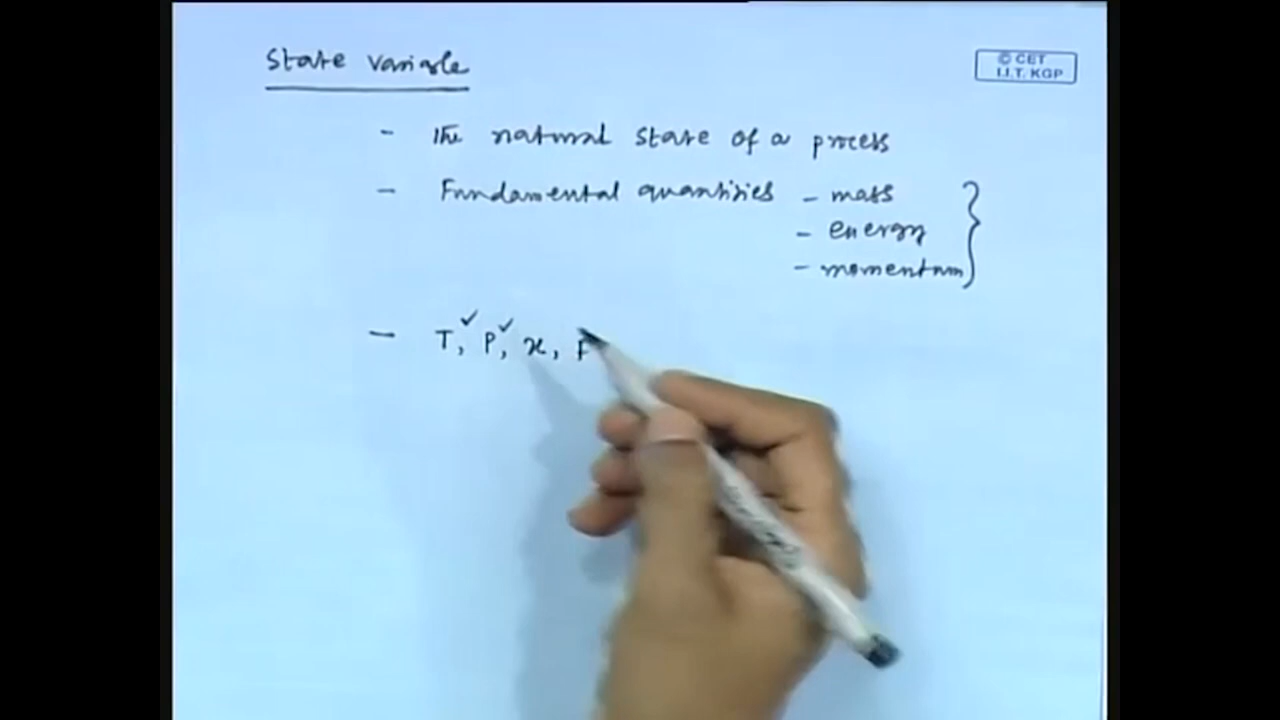 State variable
© CET
I.I.T. KGP
- The natural state of a process
- Fundamental quantities - mass
- energy
- momentum
- T, P, x, F